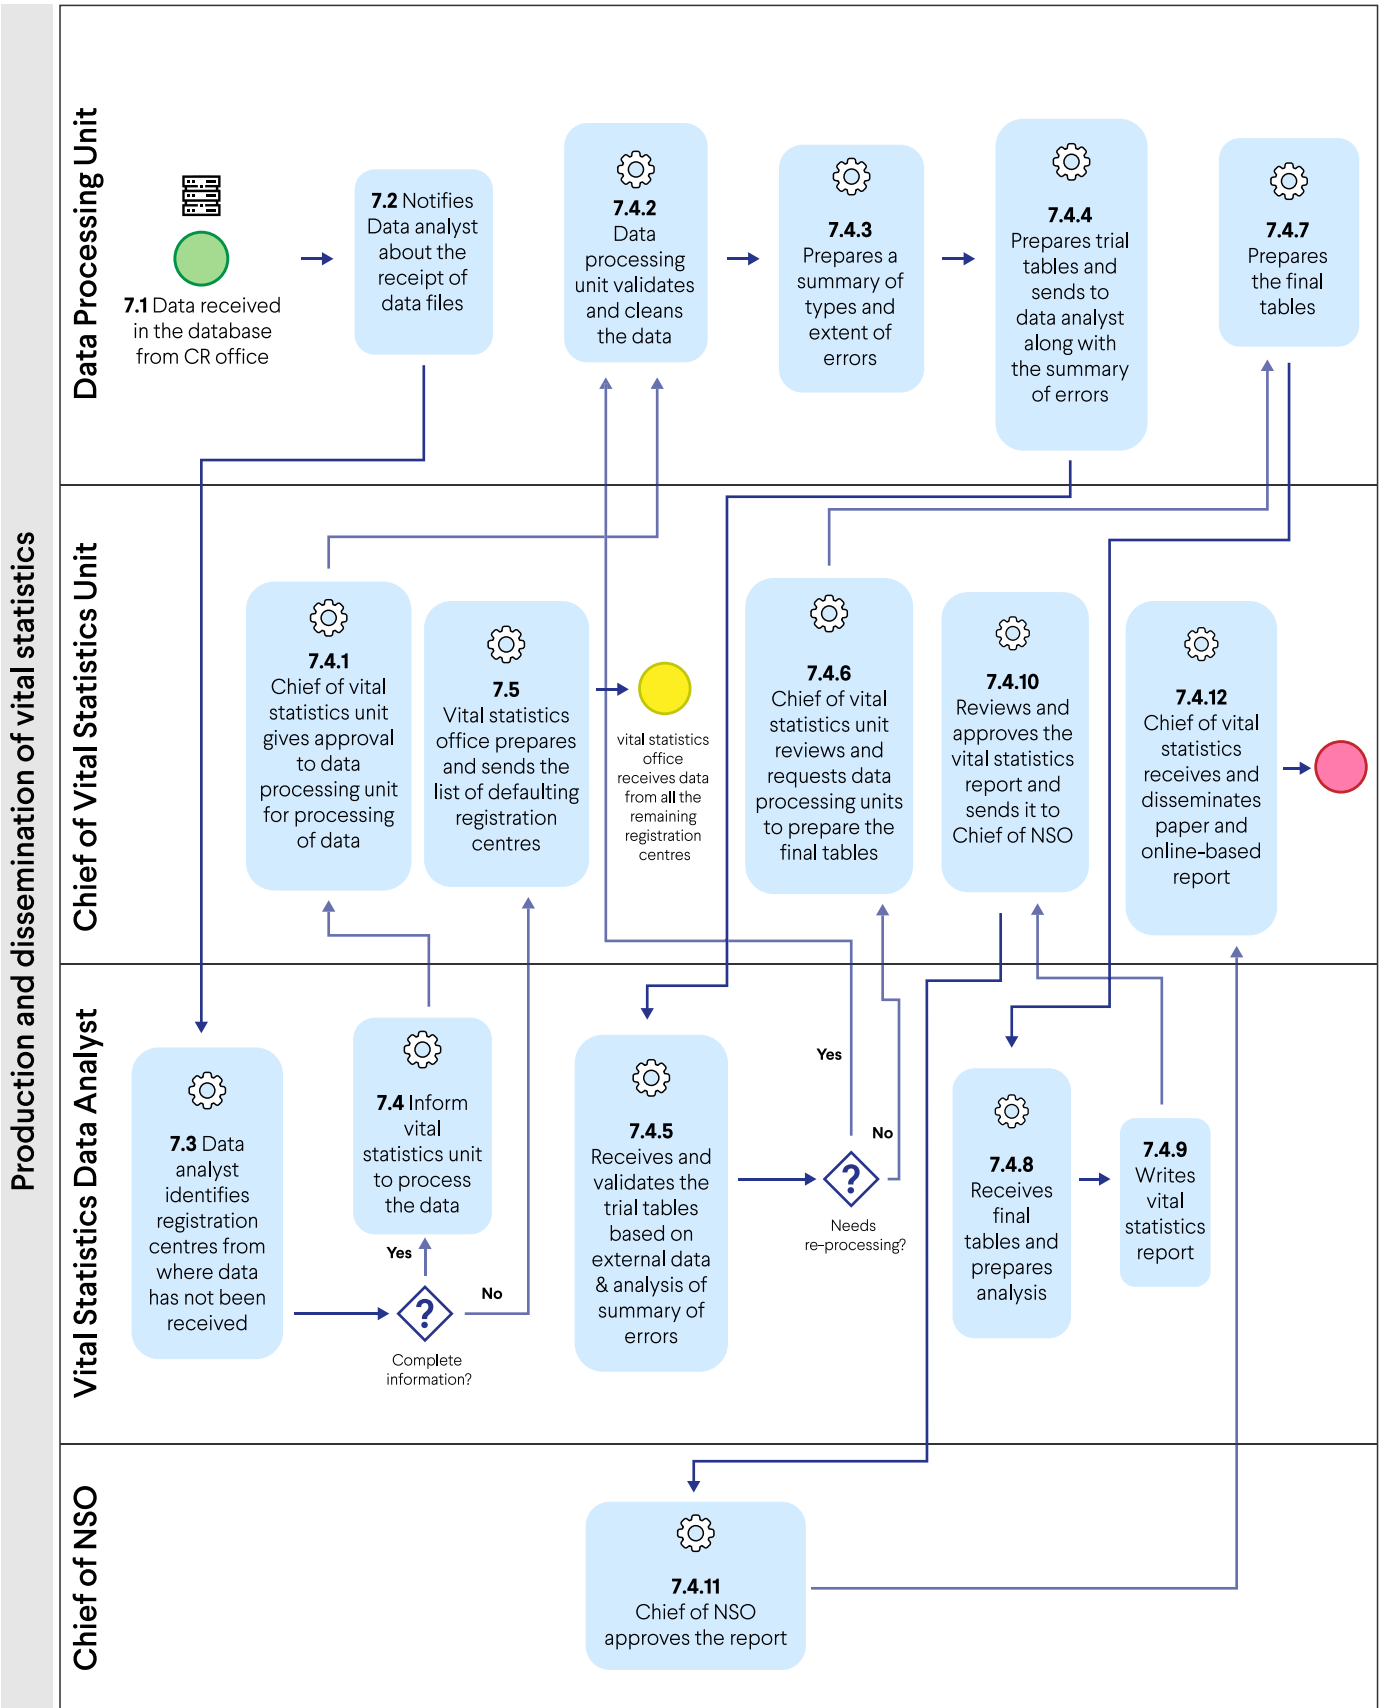 Production and dissemination of vital statistics
Data Processing Unit
7.1 Data received
in the database
from CR office
7.2 Notifies
Data analyst
about the
receipt of
data files
7.4.2
Data
processing
unit validates
and cleans
the data
7.4.3
Prepares a
summary of
types and
extent of
errors
7.4.4
Prepares trial
tables and
sends to
data analyst
along with
the summary
of errors
7.4.7
Prepares
the final
tables
Chief of Vital Statistics Unit
7.4.1
Chief of vital
statistics unit
gives approval
to data
processing unit
for processing
of data
7.5
Vital statistics
office prepares
and sends the
list of defaulting
registration
centres
vital statistics
office
receives data
from all the
remaining
registration
centres
7.4.6
Chief of vital
statistics unit
reviews and
requests data
processing units
to prepare the
final tables
7.4.10
Reviews and
approves the
vital statistics
report and
sends it to
Chief of NSO
7.4.12
Chief of vital
statistics
receives and
disseminates
paper and
online-based
report
Vital Statistics Data Analyst
7.3 Data
analyst
identifies
registration
centres from
where data
has not been
received
7.4 Inform
vital
statistics unit
to process
the data
Yes
?
No
Complete
information?
7.4.5
Receives and
validates the
trial tables
based on
external data
& analysis of
summary of
errors
Yes
No
?
Needs
re-processing?
7.4.8
Receives
final
tables and
prepares
analysis
7.4.9
Writes
vital
statistics
report
Chief of NSO
7.4.11
Chief of NSO
approves the report